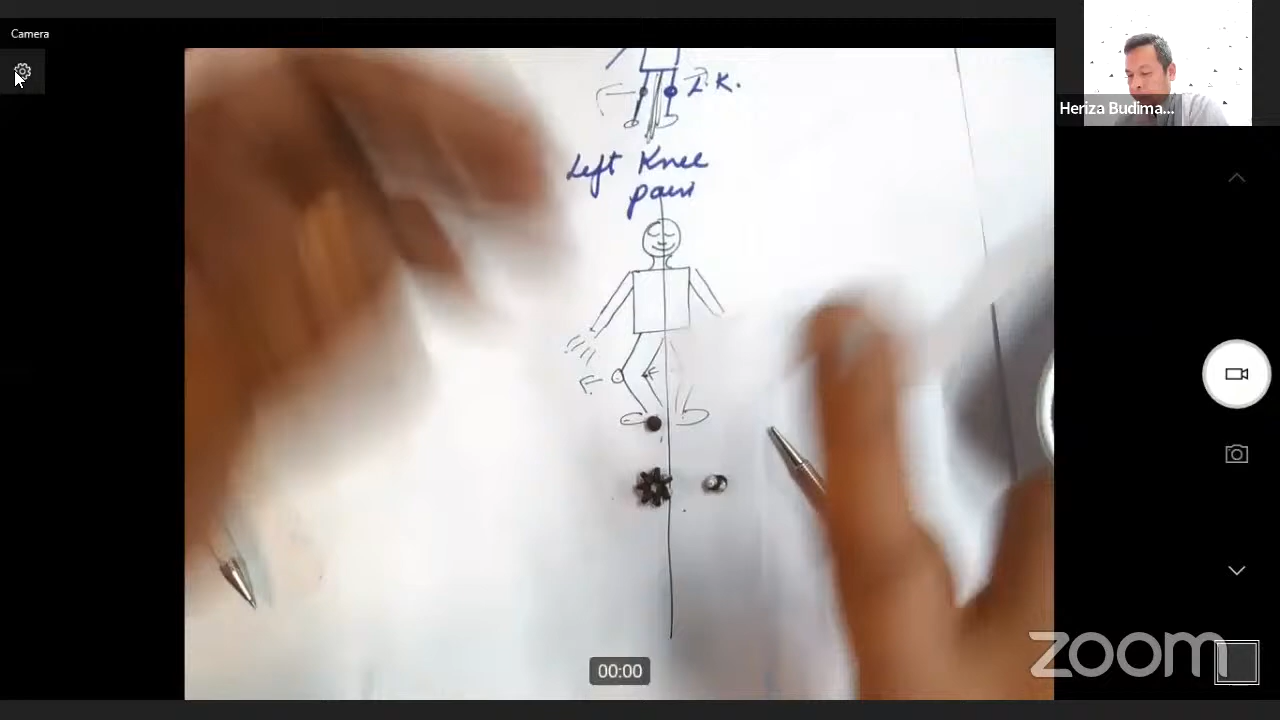 Camera
Heriza Budima...
L.K.
Left Knee
pain
00:00
zoom